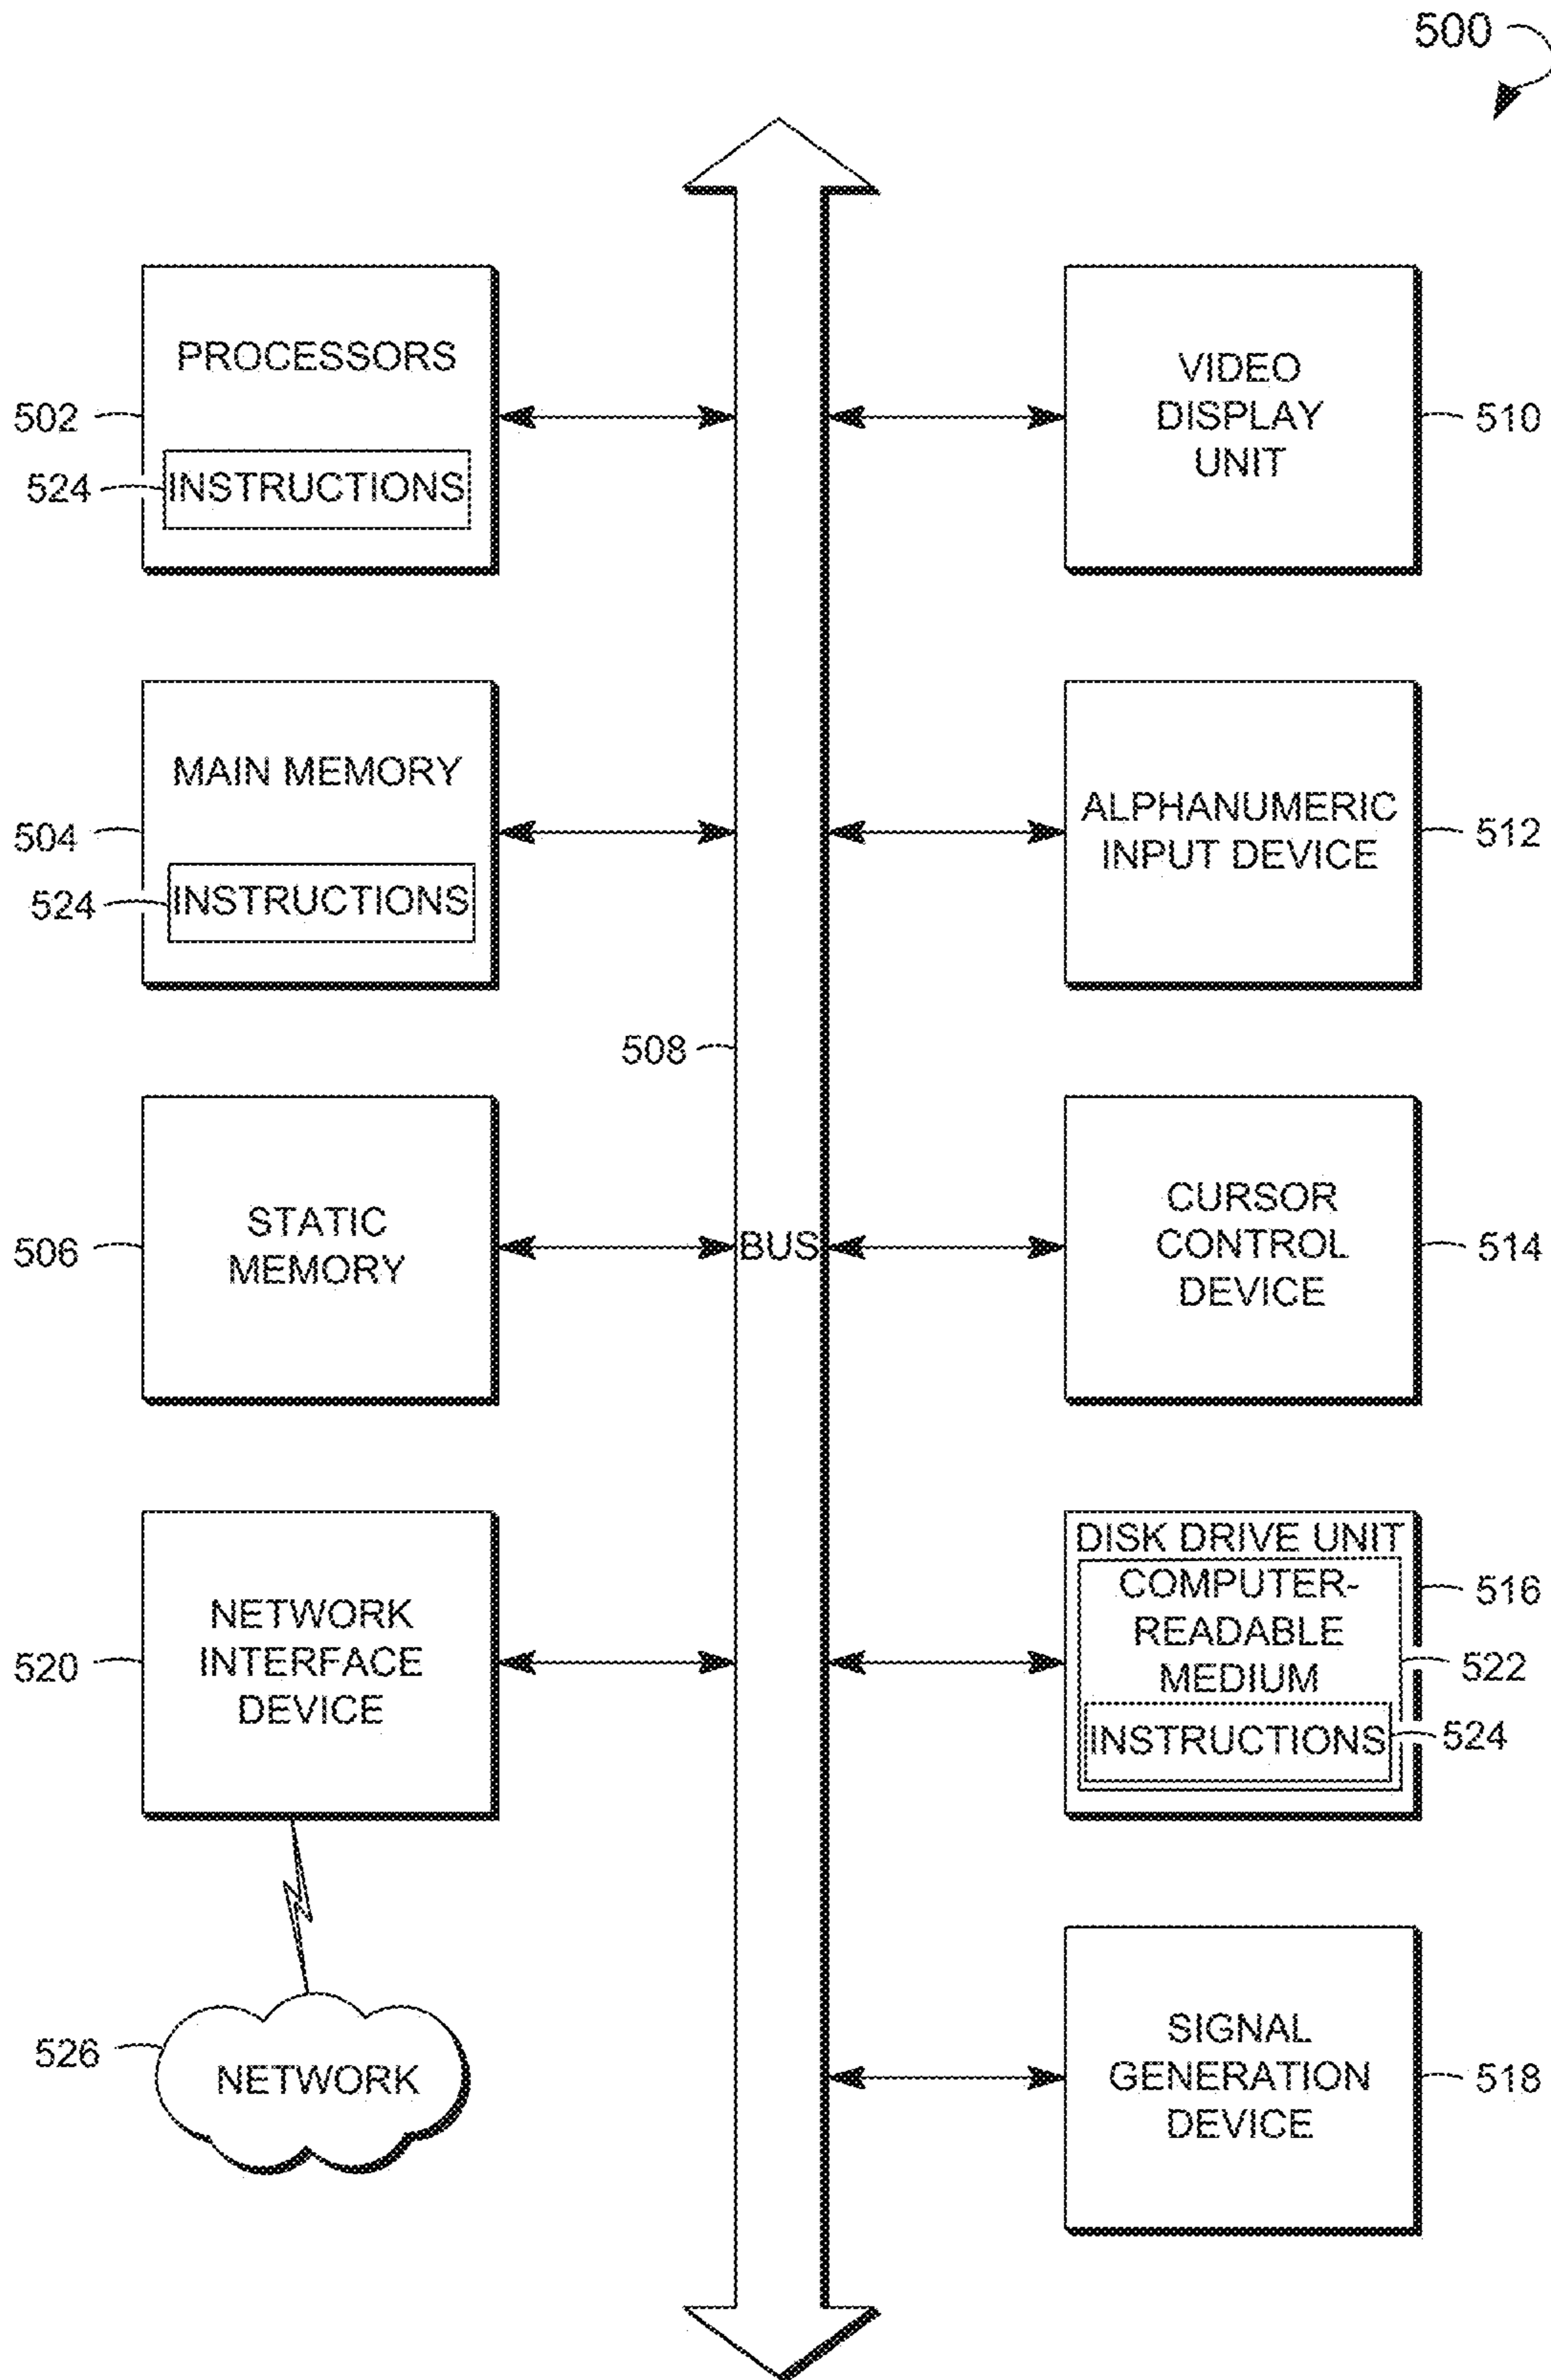 500
PROCESSORS
502
524
INSTRUCTIONS
VIDEO
DISPLAY
UNIT
510
MAIN MEMORY
504
524
INSTRUCTIONS
ALPHANUMERIC
INPUT DEVICE
512
508
BUS
STATIC
MEMORY
506
CURSOR
CONTROL
DEVICE
514
NETWORK
INTERFACE
DEVICE
520
DISK DRIVE UNIT
COMPUTER-
READABLE
MEDIUM
516
522
INSTRUCTIONS
524
526
NETWORK
SIGNAL
GENERATION
DEVICE
518